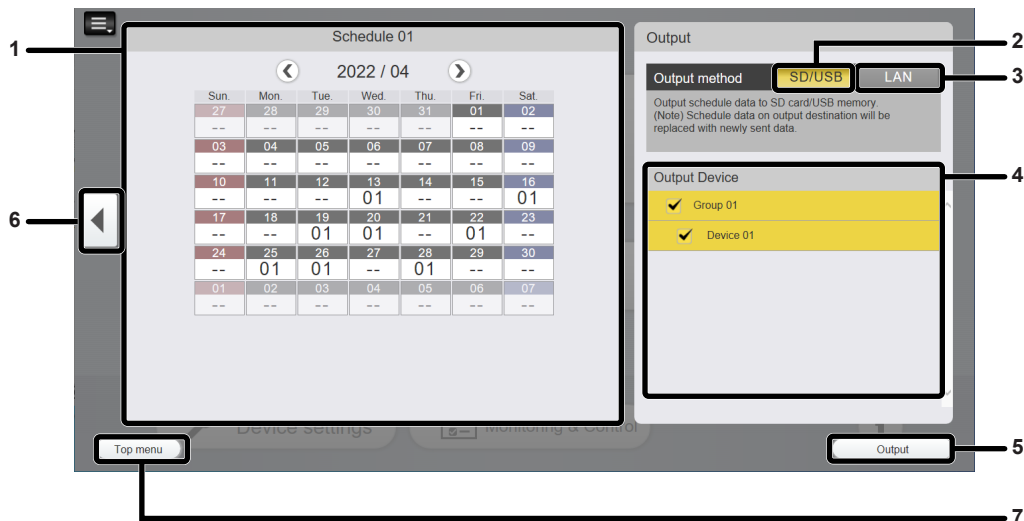 Schedule 01
2022 / 04
Sun. Mon. Tue. Wed. Thu. Fri. Sat.
27 28 29 30 31 01 02
-- -- -- -- -- -- --
03 04 05 06 07 08 09
-- -- -- -- -- -- --
10 11 12 13 14 15 16
-- -- -- 01 -- -- 01
17 18 19 20 21 22 23
-- -- 01 01 -- 01 --
24 25 26 27 28 29 30
-- 01 01 -- 01 -- --
01 02 03 04 05 06 07
-- -- -- -- -- -- --
Output
Output method SD/USB LAN
Output schedule data to SD card/USB memory.
(Note) Schedule data on output destination will be
replaced with newly sent data.
Output Device
Group 01
Device 01
Device settings
Monitoring & Control
Top menu
Output
1
2
3
4
5
6
7